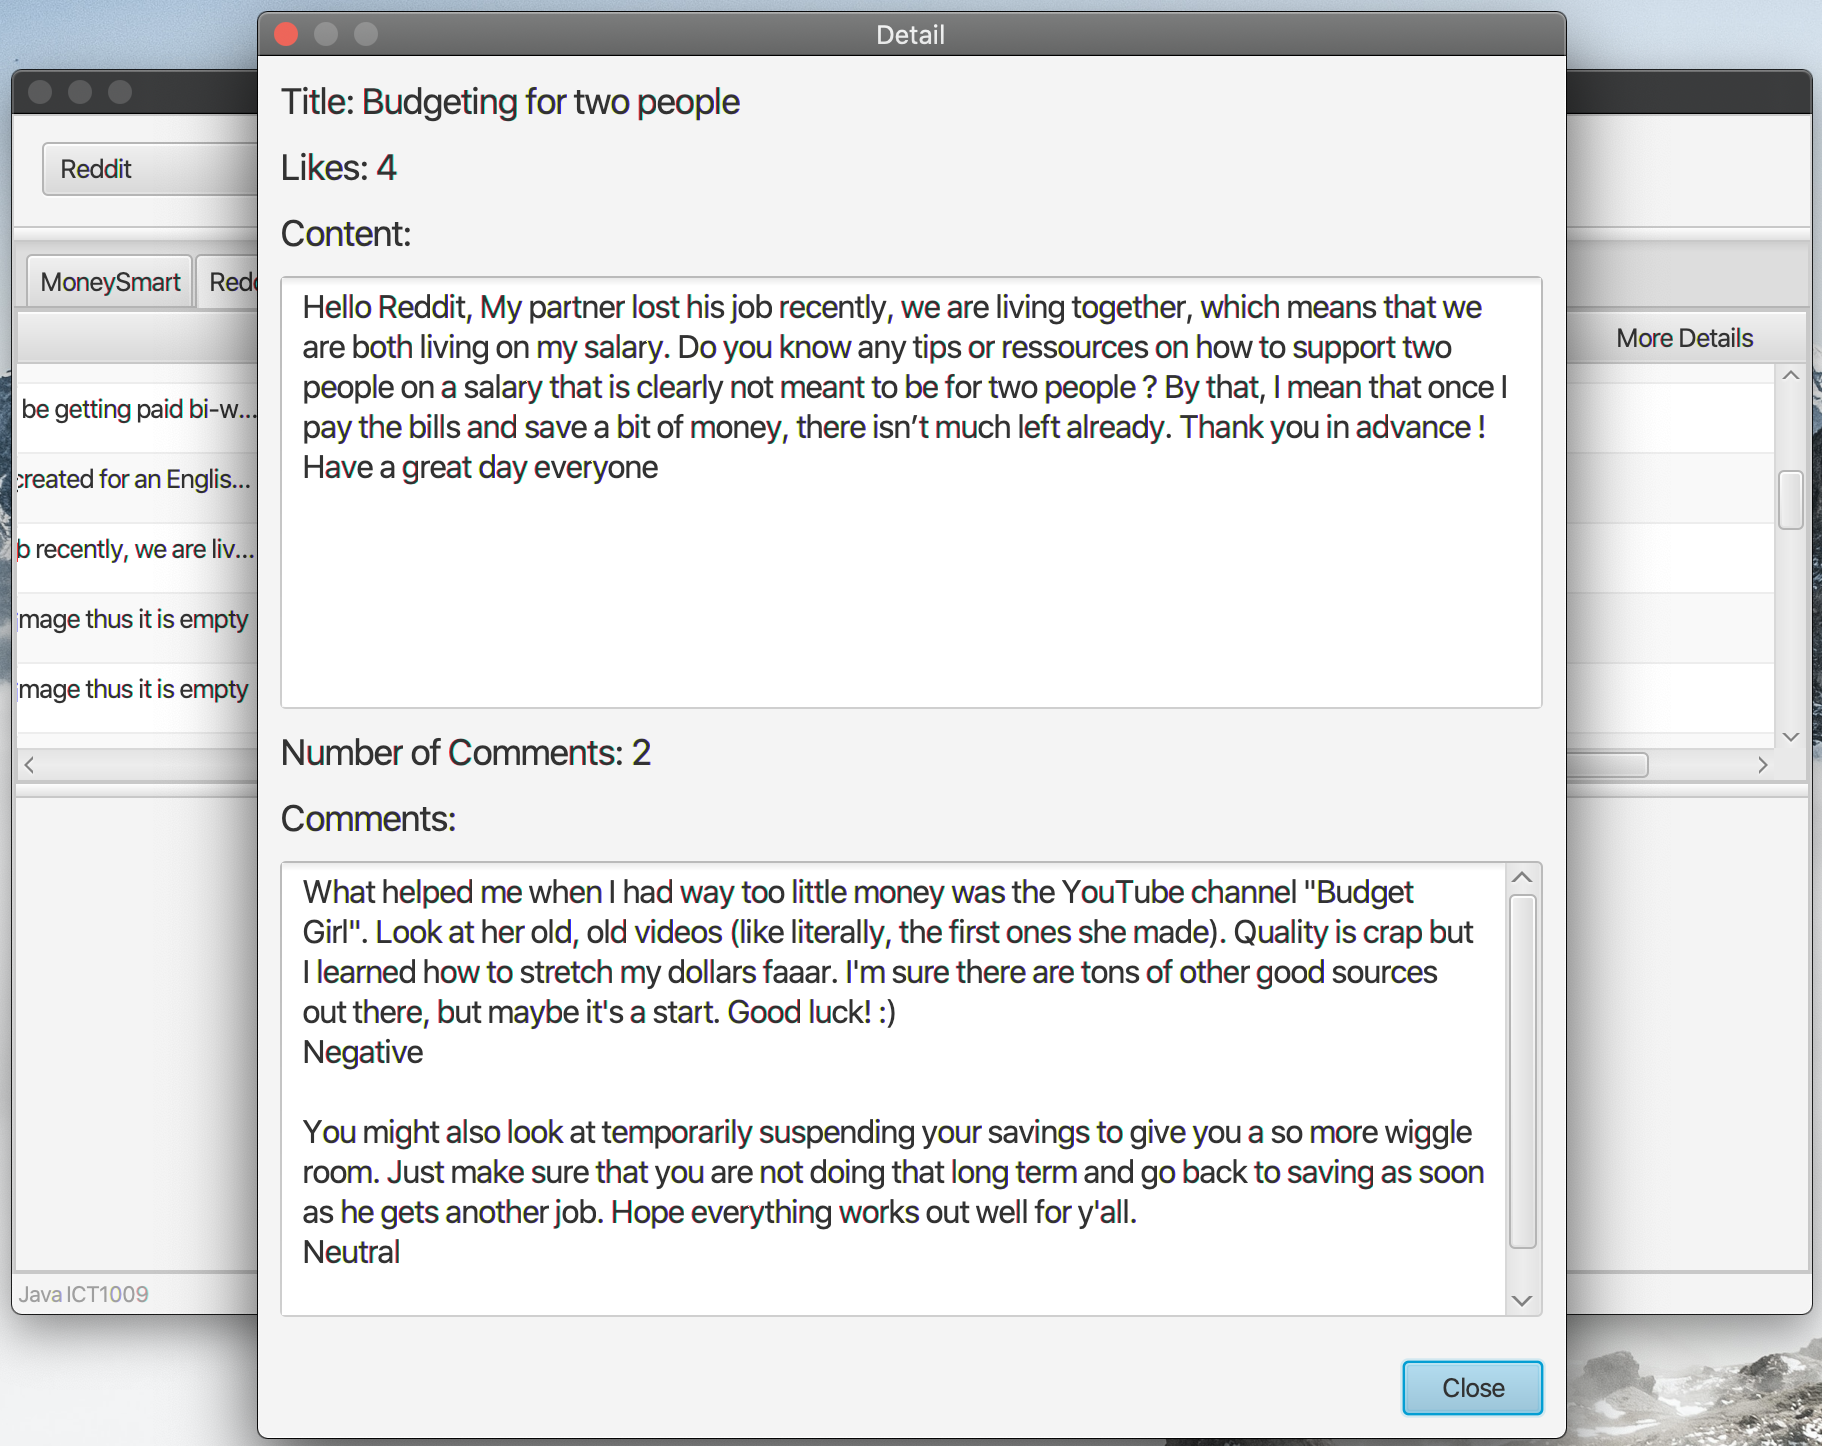 Detail
Title: Budgeting for two people
Likes: 4
Content:
Hello Reddit, My partner lost his job recently, we are living together, which means that we
are both living on my salary. Do you know any tips or ressources on how to support two
people on a salary that is clearly not meant to be for two people ? By that, I mean that once I
pay the bills and save a bit of money, there isn’t much left already. Thank you in advance !
Have a great day everyone
Number of Comments: 2
Comments:
What helped me when I had way too little money was the YouTube channel "Budget
Girl". Look at her old, old videos (like literally, the first ones she made). Quality is crap but
I learned how to stretch my dollars faaar. I'm sure there are tons of other good sources
out there, but maybe it's a start. Good luck! :)
Negative
You might also look at temporarily suspending your savings to give you a so more wiggle
room. Just make sure that you are not doing that long term and go back to saving as soon
as he gets another job. Hope everything works out well for y'all.
Neutral
Close
Reddit
MoneySmart
More Details
be getting paid bi-w...
created for an Englis...
recently, we are liv...
thus it is empty
thus it is empty
Java ICT1009